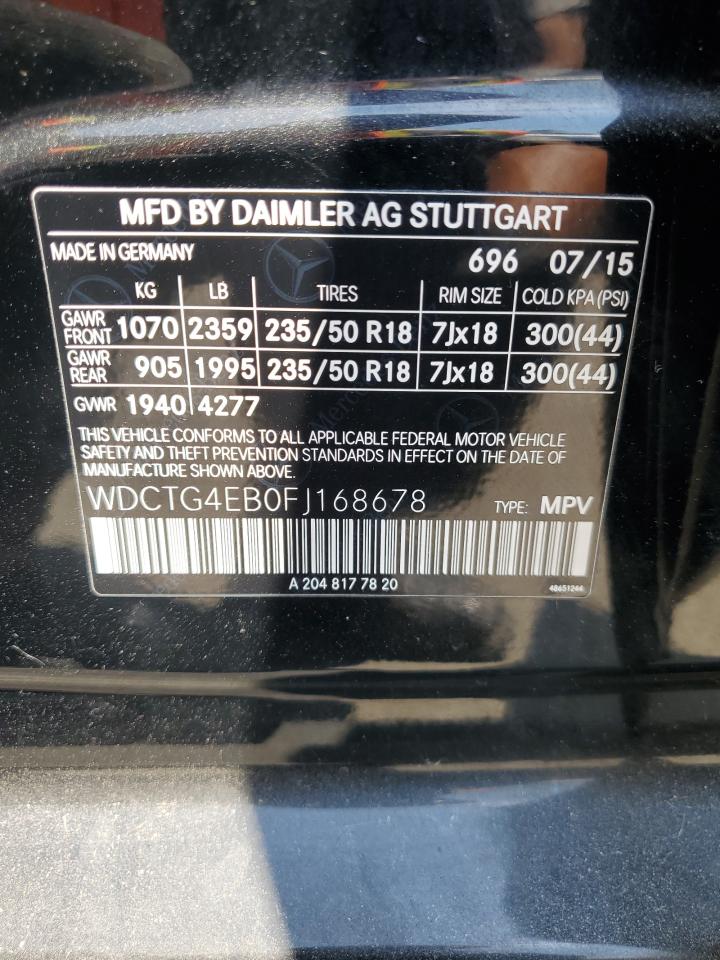 MFD BY DAIMLER AG STUTTGART
MADE IN GERMANY 696 07/15
KG LB TIRES RIM SIZE COLD KPA (PSI)
GAWR FRONT 1070 2359 235/50 R18 7Jx18 300(44)
GAWR REAR 905 1995 235/50 R18 7Jx18 300(44)
GVWR 1940 4277
THIS VEHICLE CONFORMS TO ALL APPLICABLE FEDERAL MOTOR VEHICLE
SAFETY AND THEFT PREVENTION STANDARDS IN EFFECT ON THE DATE OF
MANUFACTURE SHOWN ABOVE.
WDCTG4EB0FJ168678 TYPE: MPV
A 204 817 78 20 48651244